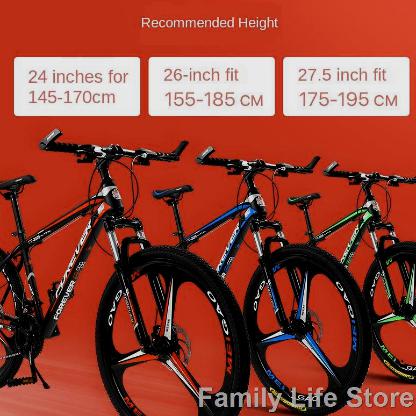 Recommended Height
24 inches for
145-170cm
26-inch fit
155-185 CM
27.5 inch fit
175-195 CM
FOREVER
Family Life Store